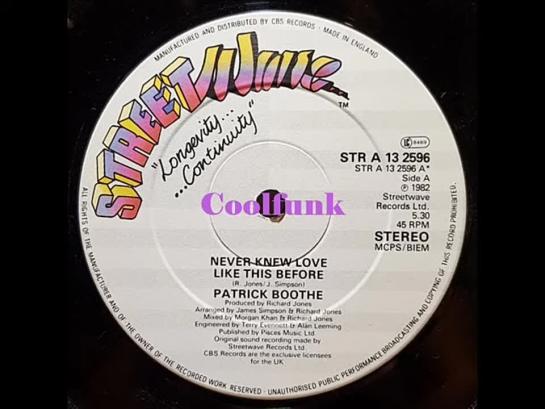 MANUFACTURED AND DISTRIBUTED BY CBS RECORDS · MADE IN ENGLAND
STREETWAVE...
TM
"Longevity...
...Continuity"
STR A 13 2596
STR A 13 2596 A*
Side A
℗ 1982
Streetwave
Records Ltd.
5.30
45 RPM
STEREO
MCPS/BIEM
Coolfunk
NEVER KNEW LOVE
LIKE THIS BEFORE
(R. Jones/J. Simpson)
PATRICK BOOTHE
Produced by Richard Jones
Arranged by James Simpson & Richard Jones
Mixed by Morgan Khan & Richard Jones
Engineered by Terry Evennett & Alan Leeming
Published by Pisces Music Ltd.
Original sound recording made by
Streetwave Records Ltd.
CBS Records are the exclusive licensees
for the UK
ALL RIGHTS OF THE MANUFACTURER AND OF THE OWNER OF THE RECORDED WORK RESERVED · UNAUTHORISED PUBLIC PERFORMANCE BROADCASTING AND COPYING OF THIS RECORD PROHIBITED.